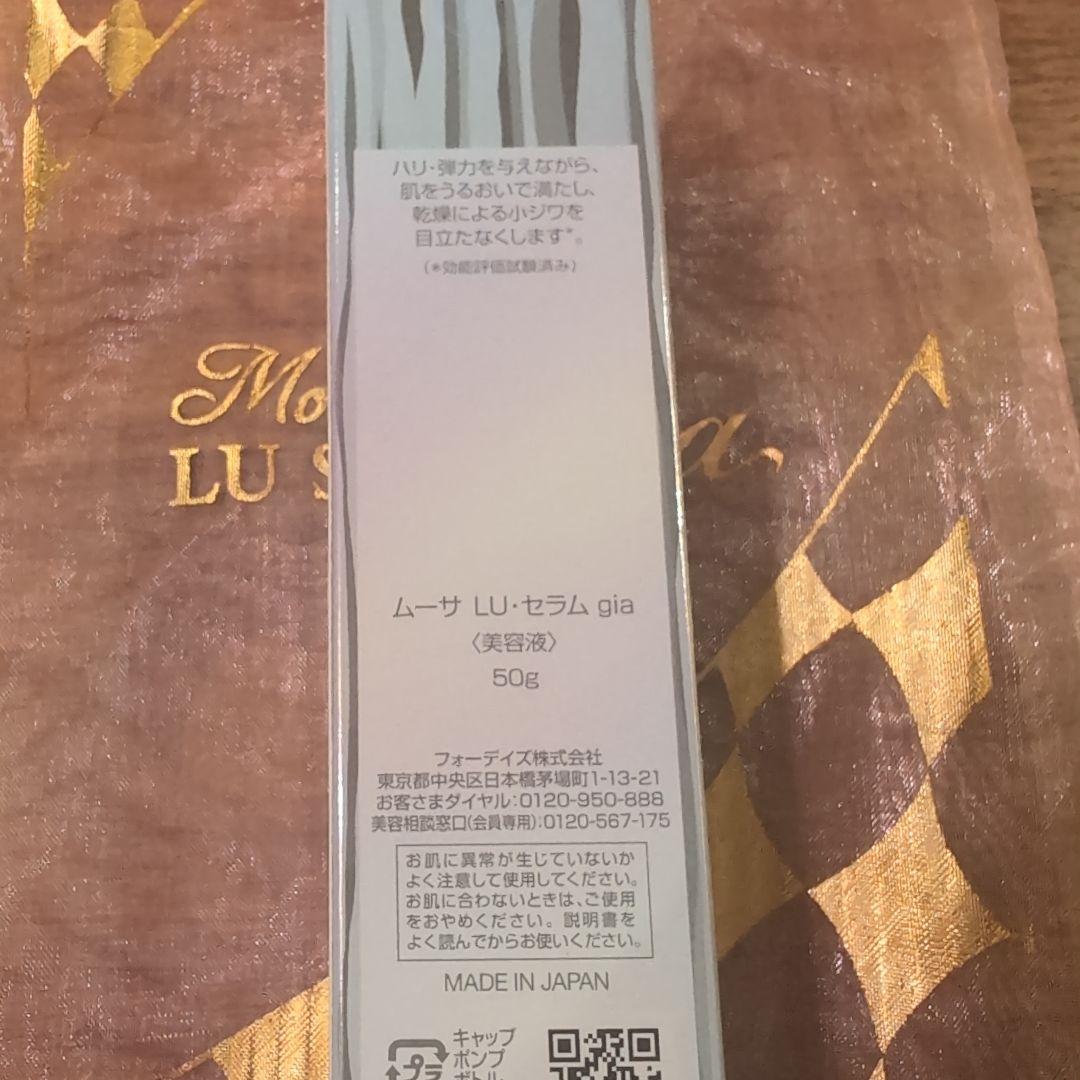 ハリ・弾力を与えながら、
肌をうるおいで満たし、
乾燥による小ジワを
目立たなくします*。
(*効能評価試験済み)
Mo
a
LU S
ムーサ LU・セラム gia
〈美容液〉
50g
フォーデイズ株式会社
東京都中央区日本橋茅場町1-13-21
お客さまダイヤル:0120-950-888
美容相談窓口(会員専用):0120-567-175
お肌に異常が生じていないか
よく注意して使用してください。
お肌に合わないときは、ご使用
をおやめください。説明書を
よく読んでからお使いください。
MADE IN JAPAN
キャップ
ポンプ
ボトル
プラ